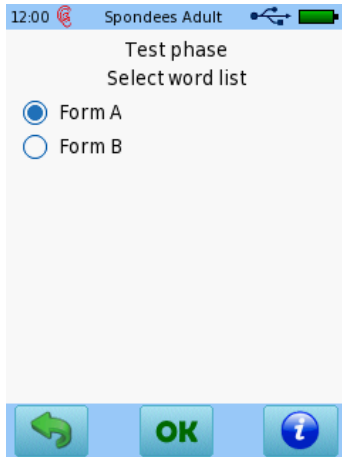 12:00 Spondees Adult
Test phase
Select word list
Form A
Form B
OK i